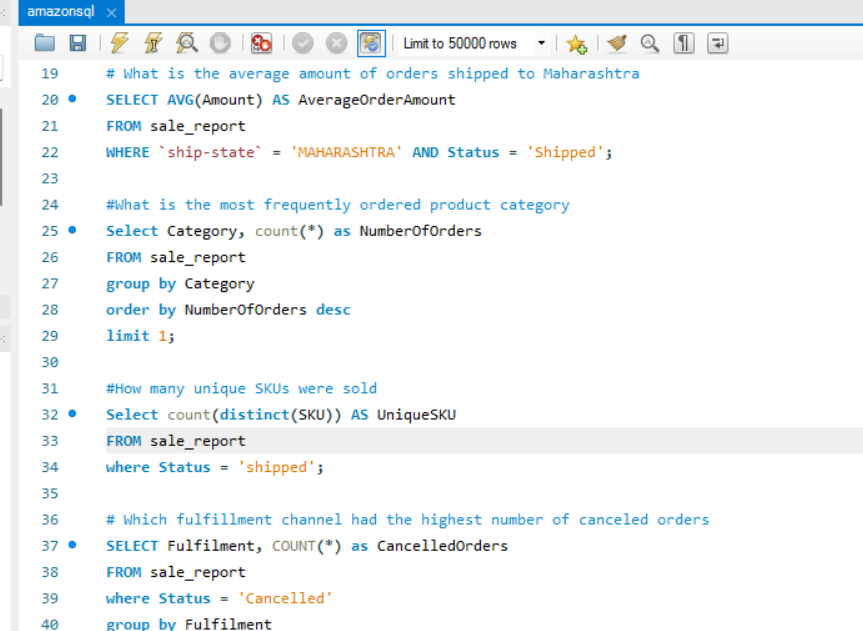 amazonsql
Limit to 50000 rows
19 # What is the average amount of orders shipped to Maharashtra
20 SELECT AVG(Amount) AS AverageOrderAmount
21 FROM sale_report
22 WHERE `ship-state` = 'MAHARASHTRA' AND Status = 'Shipped';
23
24 #What is the most frequently ordered product category
25 Select Category, count(*) as NumberOfOrders
26 FROM sale_report
27 group by Category
28 order by NumberOfOrders desc
29 limit 1;
30
31 #How many unique SKUs were sold
32 Select count(distinct(SKU)) AS UniqueSKU
33 FROM sale_report
34 where Status = 'shipped';
35
36 # Which fulfillment channel had the highest number of canceled orders
37 SELECT Fulfilment, COUNT(*) as CancelledOrders
38 FROM sale_report
39 where Status = 'Cancelled'
40 group by Fulfilment